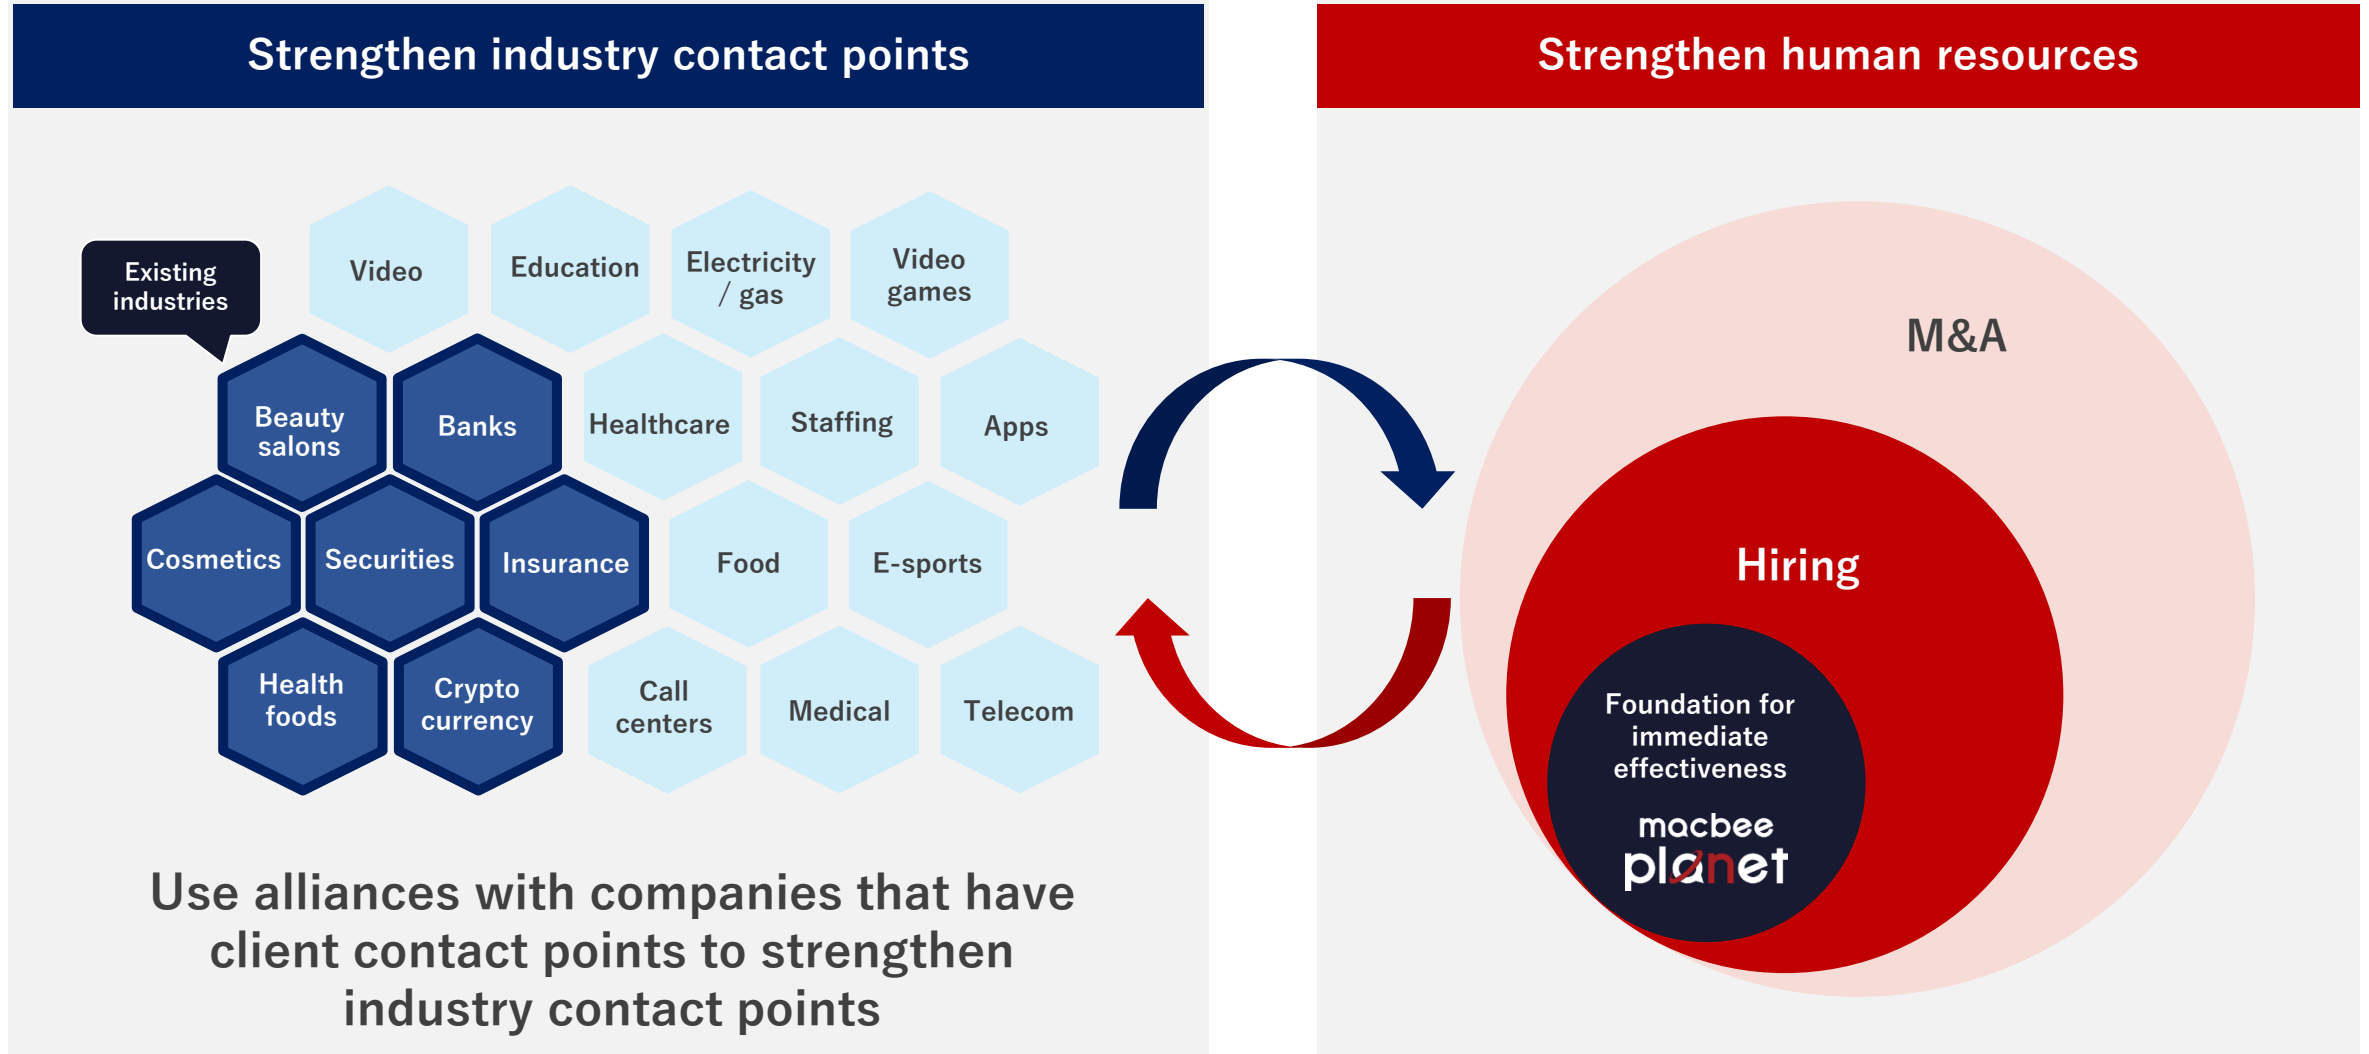 Strengthen industry contact points
Existing
industries
Video
Education
Electricity
/ gas
Video
games
Beauty
salons
Banks
Healthcare
Staffing
Apps
Cosmetics
Securities
Insurance
Food
E-sports
Health
foods
Crypto
currency
Call
centers
Medical
Telecom
Use alliances with companies that have
client contact points to strengthen
industry contact points
Strengthen human resources
M&A
Hiring
Foundation for
immediate
effectiveness
macbee
planet